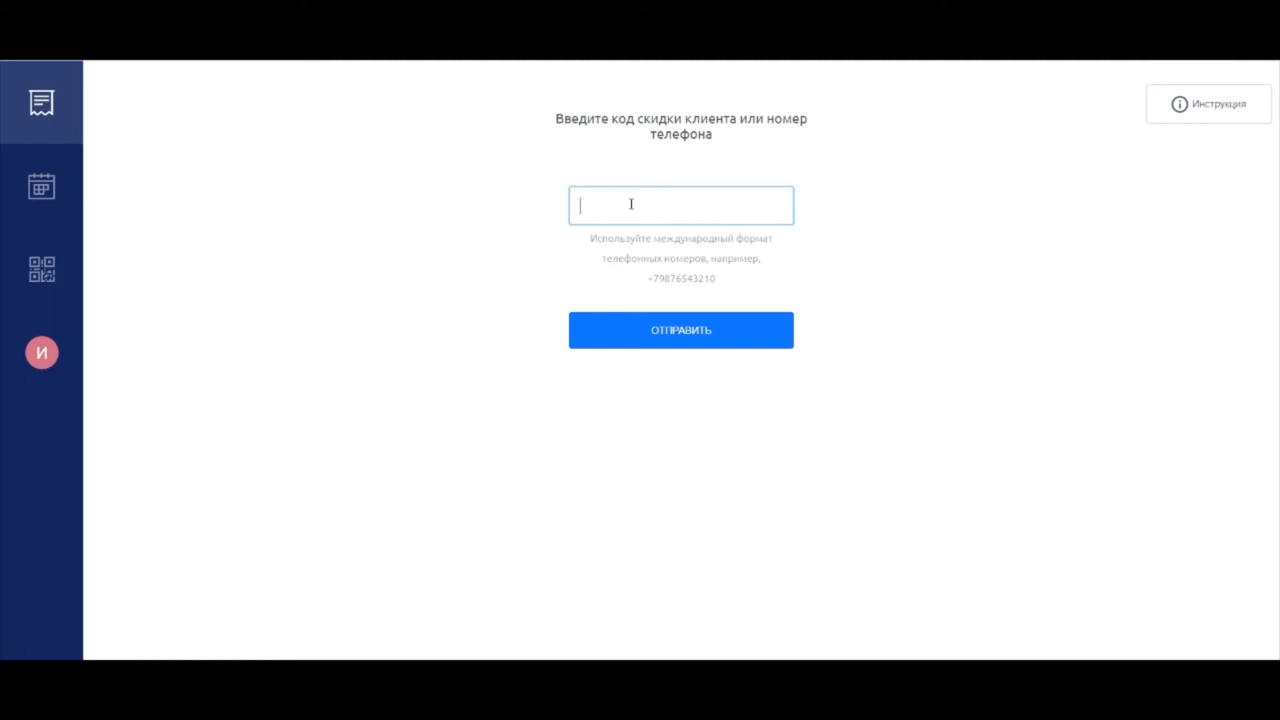 Введите код скидки клиента или номер
телефона
Инструкция
Используйте международный формат
телефонных номеров, например,
+79876543210
ОТПРАВИТЬ
И